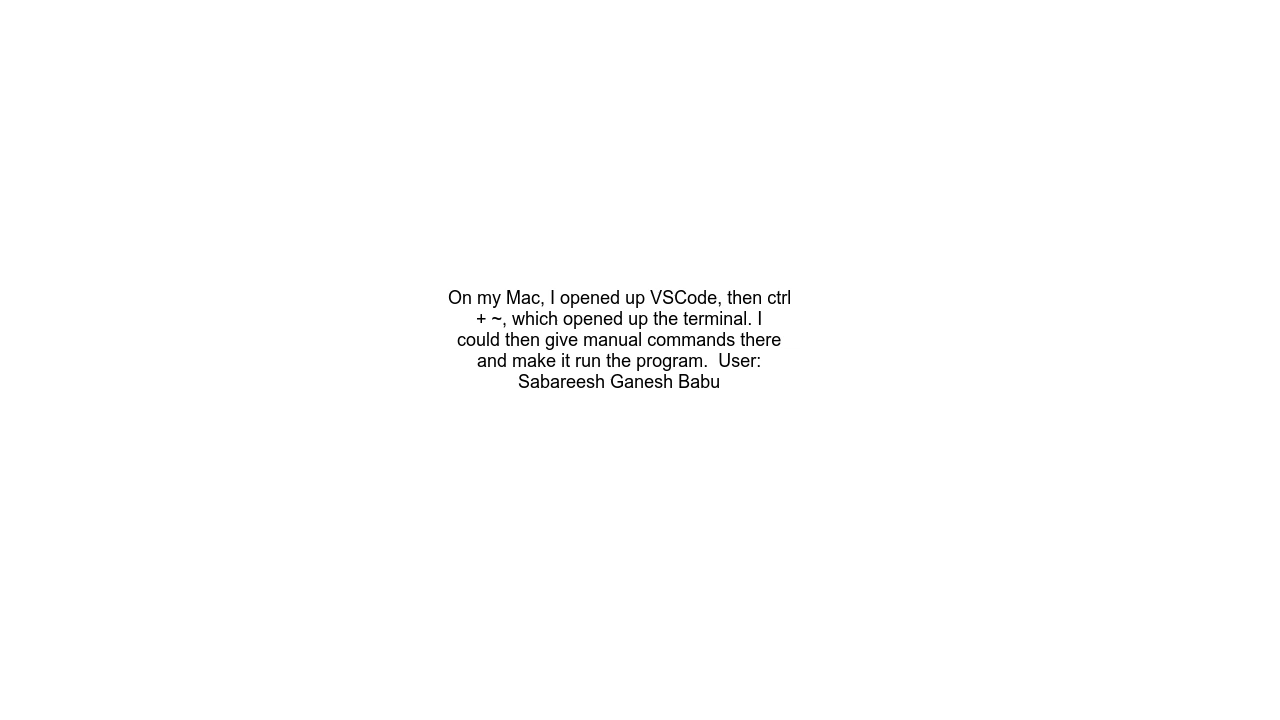 On my Mac, I opened up VSCode, then ctrl
+ ~, which opened up the terminal. I
could then give manual commands there
and make it run the program.  User:
Sabareesh Ganesh Babu